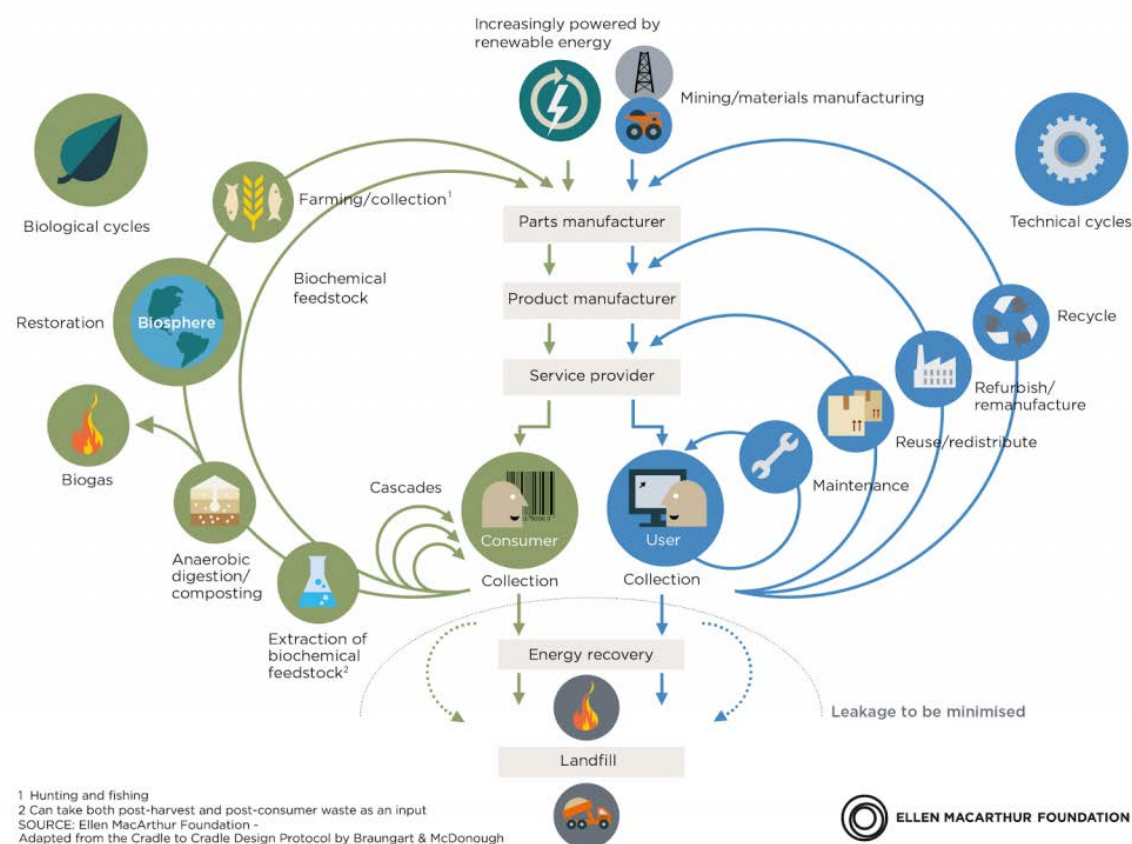 Increasingly powered by
renewable energy
Mining/materials manufacturing
Biological cycles
Technical cycles
Farming/collection¹
Parts manufacturer
Biochemical
feedstock
Product manufacturer
Restoration
Biosphere
Recycle
Service provider
Refurbish/
remanufacture
Reuse/redistribute
Biogas
Cascades
Maintenance
Consumer
User
Anaerobic
digestion/
composting
Collection
Collection
Extraction of
biochemical
feedstock²
Energy recovery
Leakage to be minimised
Landfill
1 Hunting and fishing
2 Can take both post-harvest and post-consumer waste as an input
SOURCE: Ellen MacArthur Foundation -
Adapted from the Cradle to Cradle Design Protocol by Braungart & McDonough
ELLEN MACARTHUR FOUNDATION